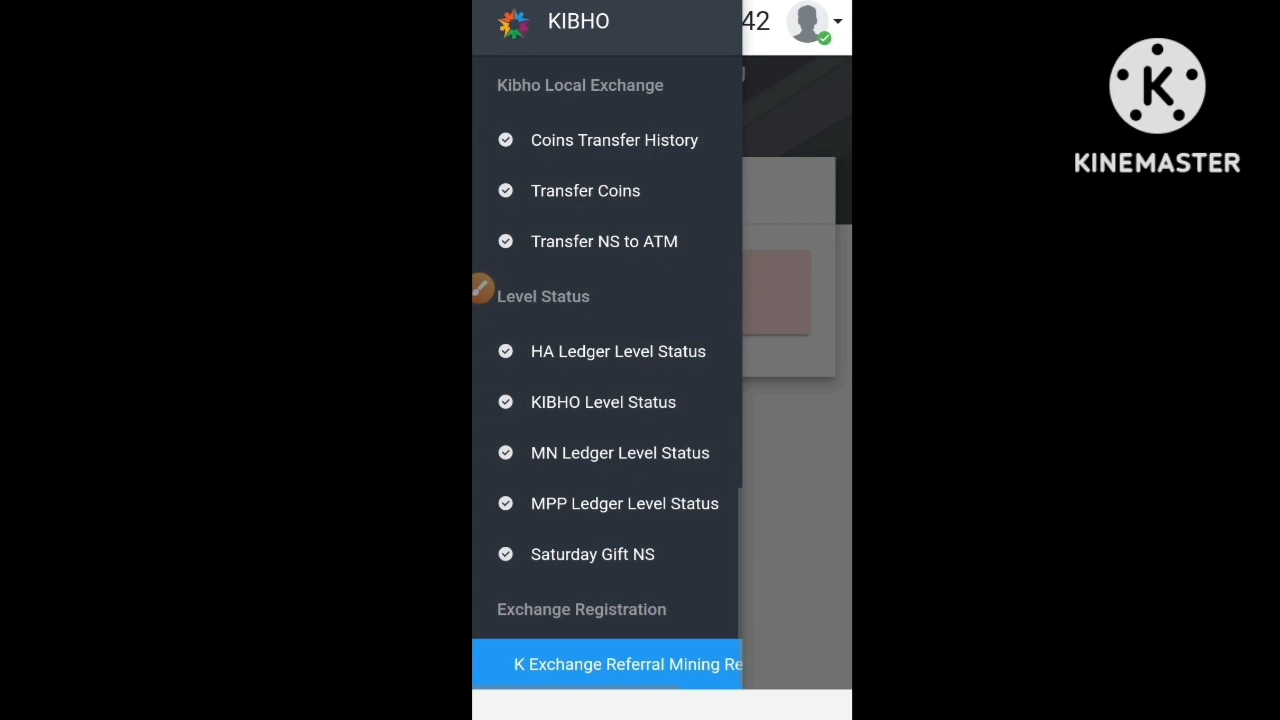 KIBHO
42
Kibho Local Exchange
Coins Transfer History
Transfer Coins
Transfer NS to ATM
Level Status
HA Ledger Level Status
KIBHO Level Status
MN Ledger Level Status
MPP Ledger Level Status
Saturday Gift NS
Exchange Registration
K Exchange Referral Mining Re
K
KINEMASTER